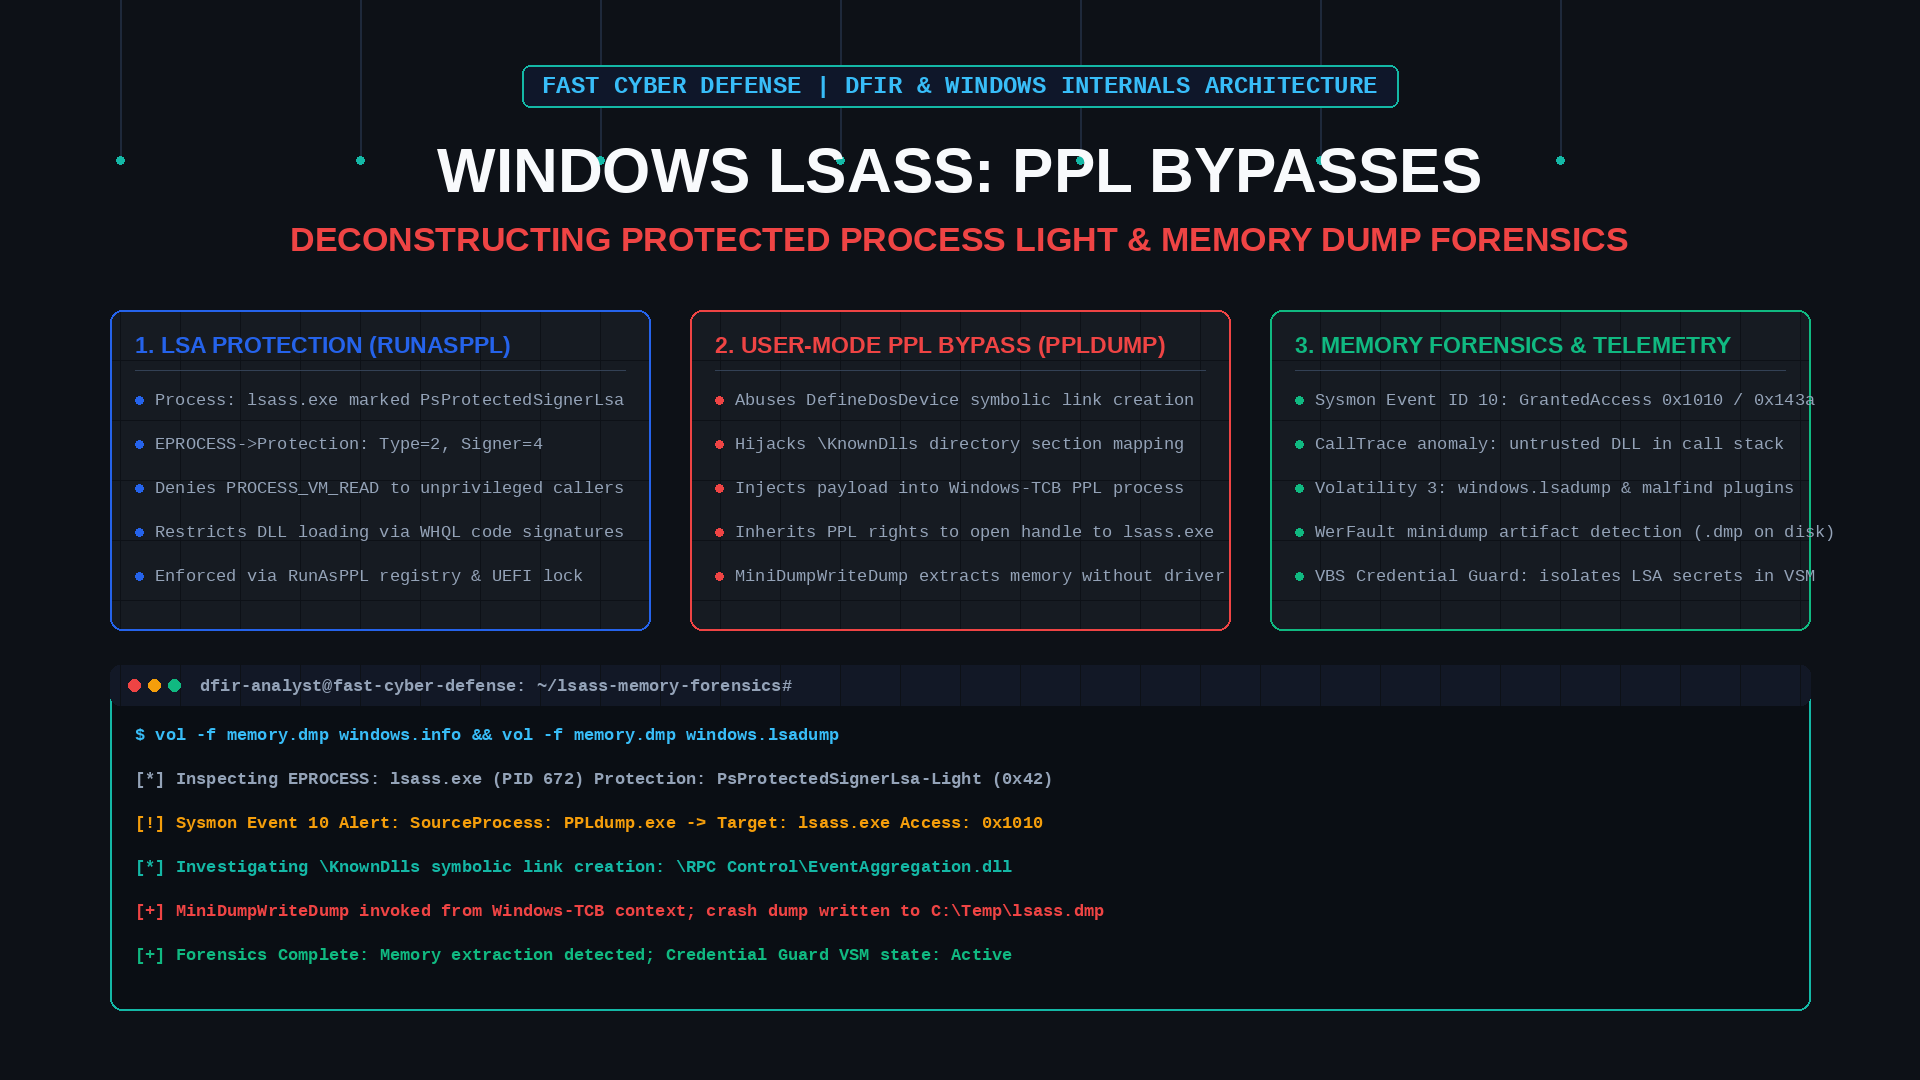 FAST CYBER DEFENSE | DFIR & WINDOWS INTERNALS ARCHITECTURE
WINDOWS LSASS: PPL BYPASSES
DECONSTRUCTING PROTECTED PROCESS LIGHT & MEMORY DUMP FORENSICS
1. LSA PROTECTION (RUNASPPL)
Process: lsass.exe marked PsProtectedSignerLsa
EPROCESS->Protection: Type=2, Signer=4
Denies PROCESS_VM_READ to unprivileged callers
Restricts DLL loading via WHQL code signatures
Enforced via RunAsPPL registry & UEFI lock
2. USER-MODE PPL BYPASS (PPLDUMP)
Abuses DefineDosDevice symbolic link creation
Hijacks \KnownDlls directory section mapping
Injects payload into Windows-TCB PPL process
Inherits PPL rights to open handle to lsass.exe
MiniDumpWriteDump extracts memory without driver
3. MEMORY FORENSICS & TELEMETRY
Sysmon Event ID 10: GrantedAccess 0x1010 / 0x143a
CallTrace anomaly: untrusted DLL in call stack
Volatility 3: windows.lsadump & malfind plugins
WerFault minidump artifact detection (.dmp on disk)
VBS Credential Guard: isolates LSA secrets in VSM
dfir-analyst@fast-cyber-defense: ~/lsass-memory-forensics#
$ vol -f memory.dmp windows.info && vol -f memory.dmp windows.lsadump
[*] Inspecting EPROCESS: lsass.exe (PID 672) Protection: PsProtectedSignerLsa-Light (0x42)
[!] Sysmon Event 10 Alert: SourceProcess: PPLdump.exe -> Target: lsass.exe Access: 0x1010
[*] Investigating \KnownDlls symbolic link creation: \RPC Control\EventAggregation.dll
[+] MiniDumpWriteDump invoked from Windows-TCB context; crash dump written to C:\Temp\lsass.dmp
[+] Forensics Complete: Memory extraction detected; Credential Guard VSM state: Active